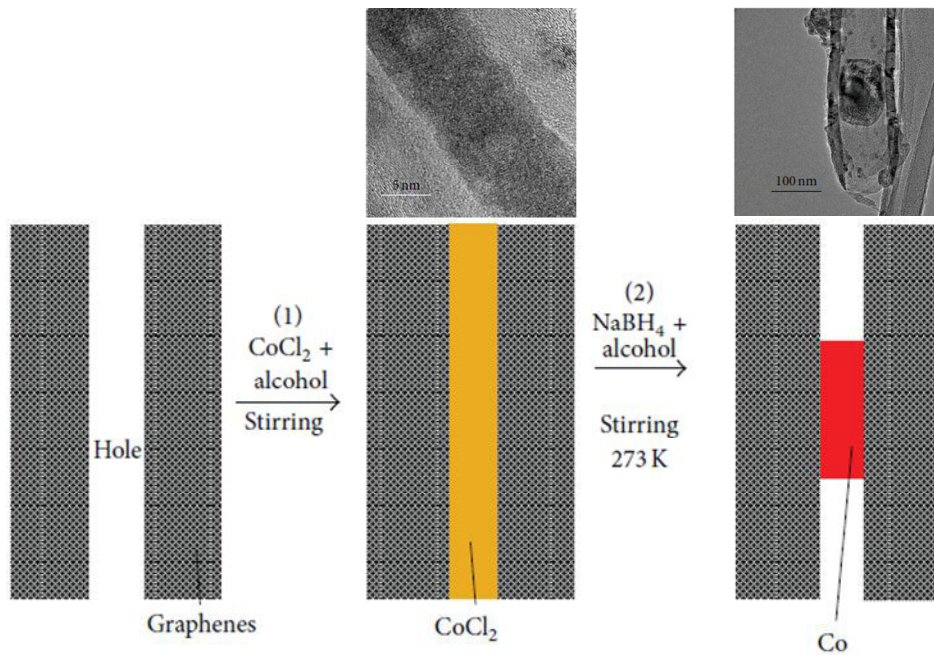 5 nm
100 nm
(1)
CoCl₂ +
alcohol
Stirring
(2)
NaBH₄ +
alcohol
Stirring
273 K
Hole
Graphenes
CoCl₂
Co